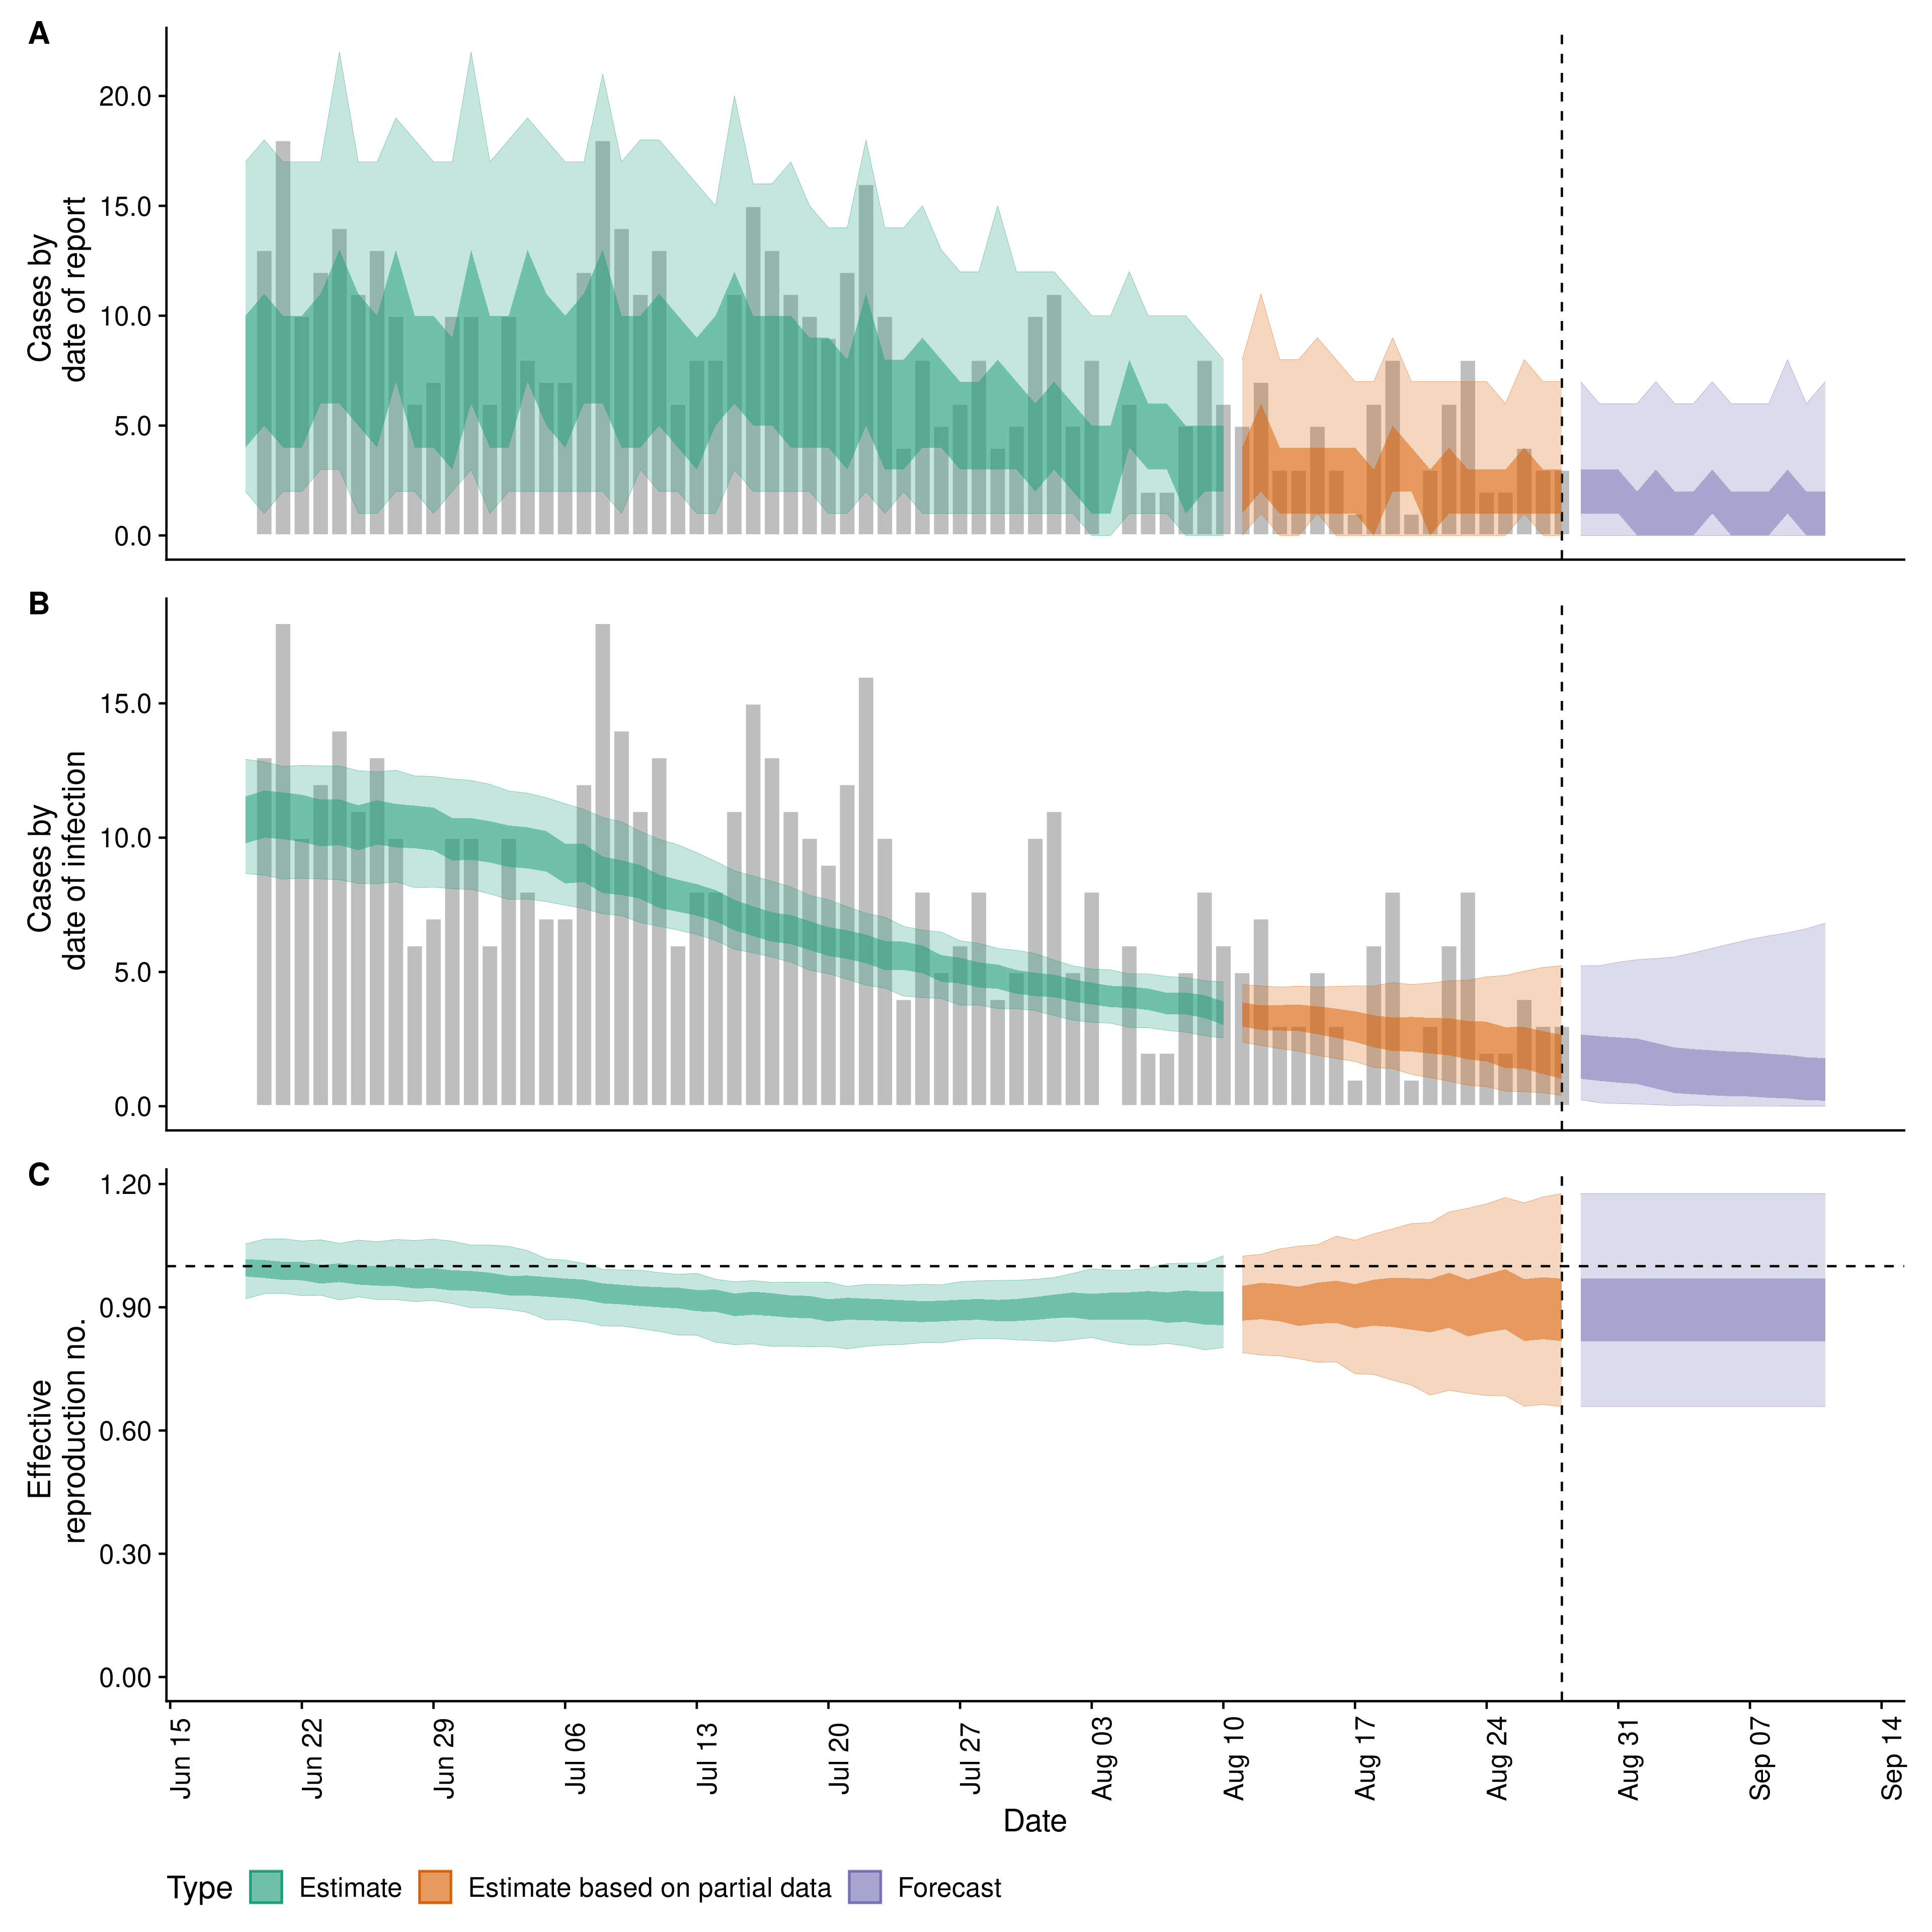 A
Cases by
date of report
20.0
15.0
10.0
5.0
0.0
B
Cases by
date of infection
15.0
10.0
5.0
0.0
C
Effective
reproduction no.
1.20
0.90
0.60
0.30
0.00
Jun 15
Jun 22
Jun 29
Jul 06
Jul 13
Jul 20
Jul 27
Aug 03
Aug 10
Aug 17
Aug 24
Aug 31
Sep 07
Sep 14
Date
Type Estimate Estimate based on partial data Forecast